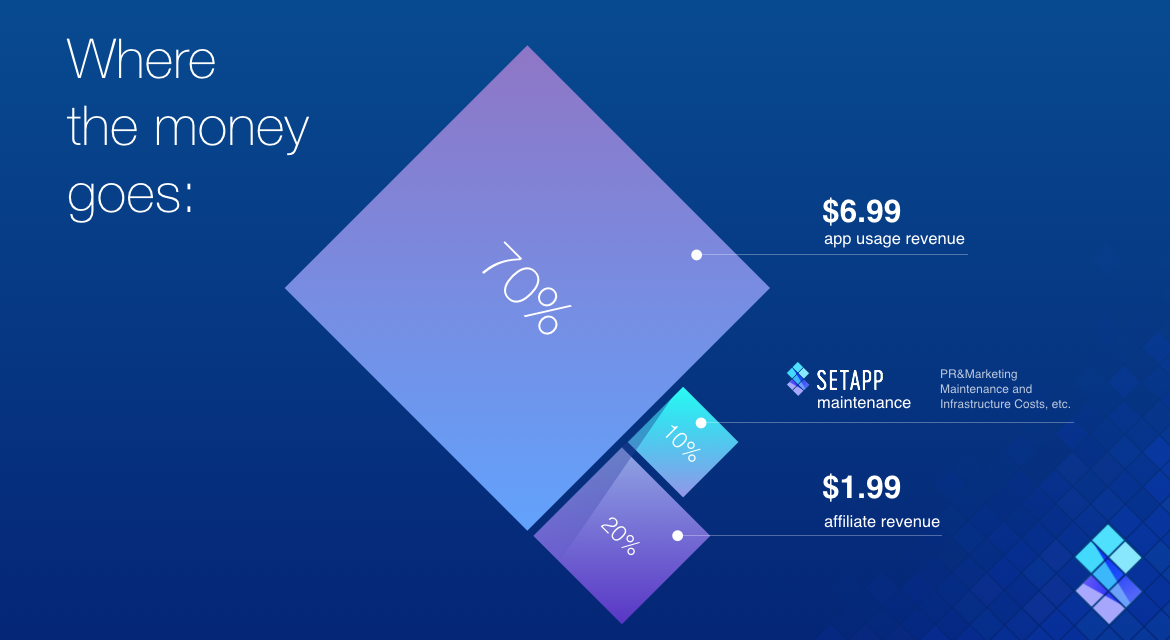 Where
the money
goes:
70%
$6.99
app usage revenue
SETAPP
maintenance
PR&Marketing
Maintenance and
Infrastructure Costs, etc.
10%
$1.99
affiliate revenue
20%